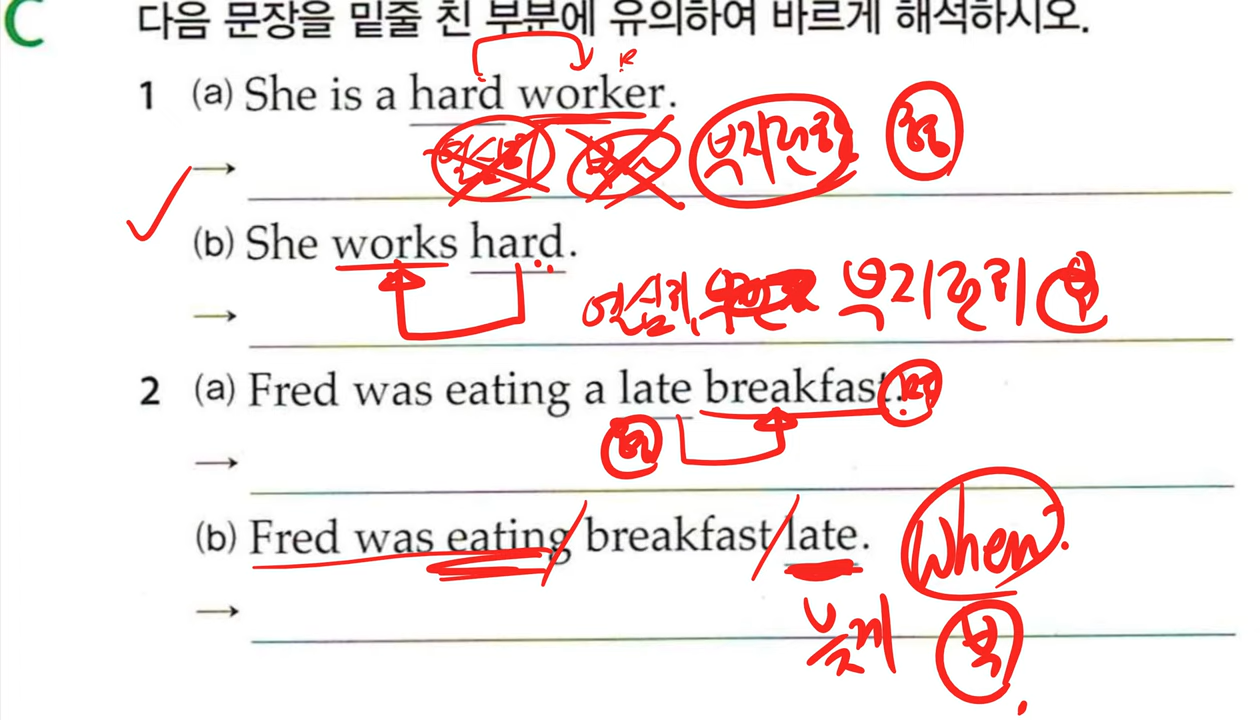 C 다음 문장을 밑줄 친 부분에 유의하여 바르게 해석하시오.
1 (a) She is a hard worker.
→ 부지런한 형
(b) She works hard.
→ 열심히, 부지런히 부
2 (a) Fred was eating a late breakfast. 명
→ 형
(b) Fred was eating / breakfast / late. When?
→ 늦게 부